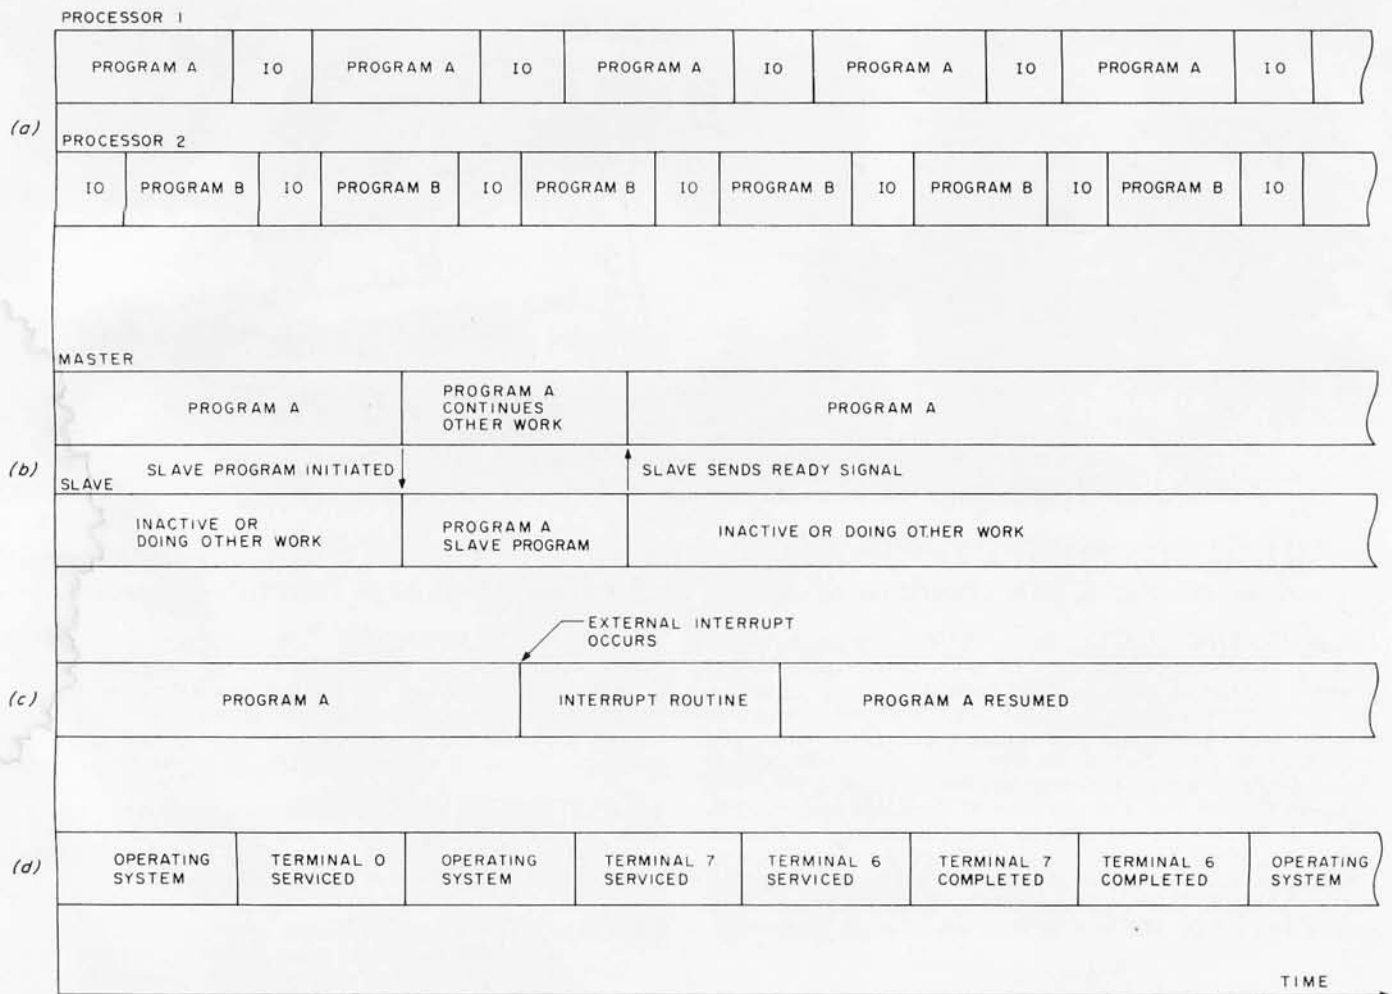 PROCESSOR 1
PROGRAM A IO PROGRAM A IO PROGRAM A IO PROGRAM A IO PROGRAM A IO
(a)
PROCESSOR 2
IO PROGRAM B IO PROGRAM B IO PROGRAM B IO PROGRAM B IO PROGRAM B IO PROGRAM B IO
MASTER
PROGRAM A
PROGRAM A
CONTINUES
OTHER WORK
PROGRAM A
(b)
SLAVE PROGRAM INITIATED
SLAVE SENDS READY SIGNAL
SLAVE
INACTIVE OR
DOING OTHER WORK
PROGRAM A
SLAVE PROGRAM
INACTIVE OR DOING OTHER WORK
EXTERNAL INTERRUPT
OCCURS
(c)
PROGRAM A
INTERRUPT ROUTINE
PROGRAM A RESUMED
(d)
OPERATING
SYSTEM
TERMINAL 0
SERVICED
OPERATING
SYSTEM
TERMINAL 7
SERVICED
TERMINAL 6
SERVICED
TERMINAL 7
COMPLETED
TERMINAL 6
COMPLETED
OPERATING
SYSTEM
TIME